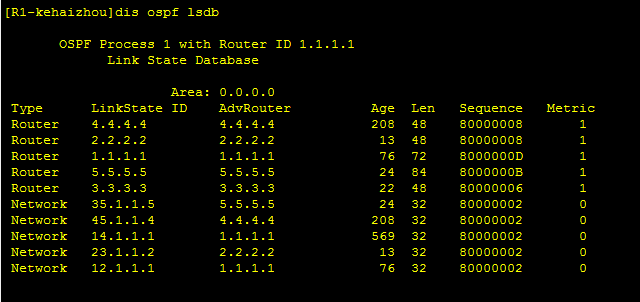 [R1-kehaizhou]dis ospf lsdb
OSPF Process 1 with Router ID 1.1.1.1
Link State Database
Area: 0.0.0.0
Type LinkState ID AdvRouter Age Len Sequence Metric
Router 4.4.4.4 4.4.4.4 208 48 80000008 1
Router 2.2.2.2 2.2.2.2 13 48 80000008 1
Router 1.1.1.1 1.1.1.1 76 72 8000000D 1
Router 5.5.5.5 5.5.5.5 24 84 8000000B 1
Router 3.3.3.3 3.3.3.3 22 48 80000006 1
Network 35.1.1.5 5.5.5.5 24 32 80000002 0
Network 45.1.1.4 4.4.4.4 208 32 80000002 0
Network 14.1.1.1 1.1.1.1 569 32 80000002 0
Network 23.1.1.2 2.2.2.2 13 32 80000002 0
Network 12.1.1.1 1.1.1.1 76 32 80000002 0